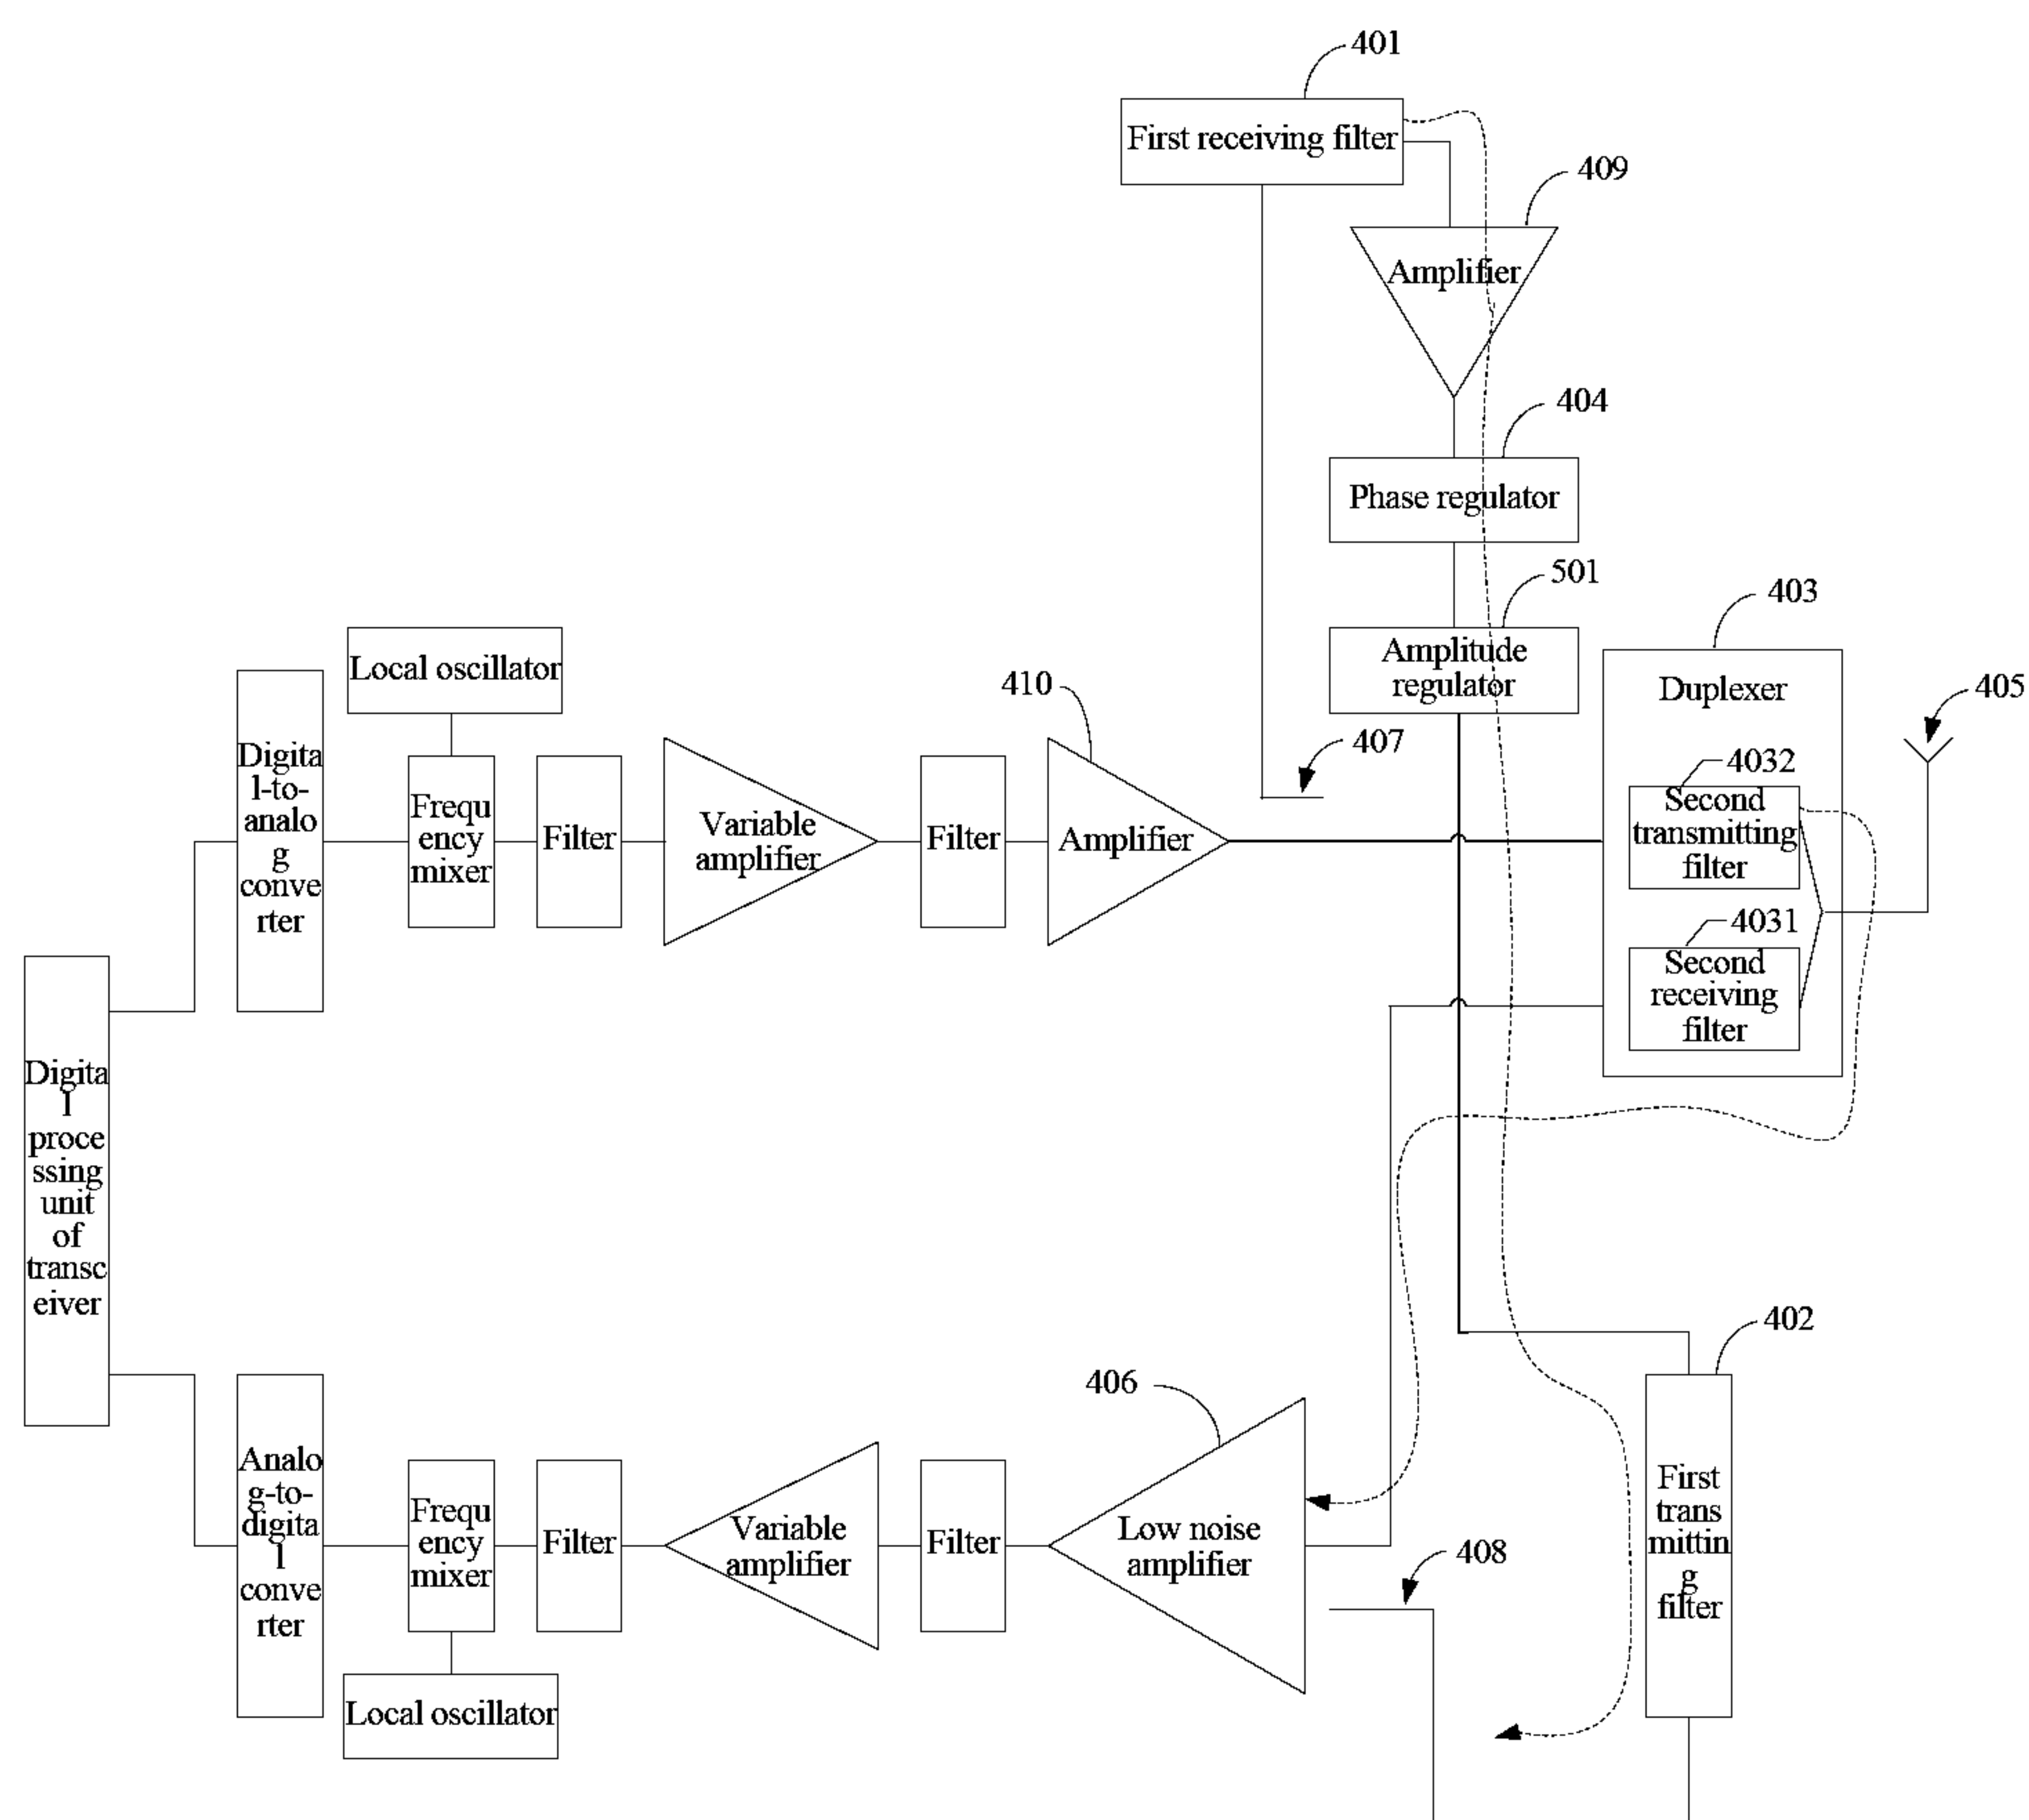 401
First receiving filter
409
Amplifier
404
Phase regulator
501
Amplitude
regulator
403
Duplexer
405
Local oscillator
410
407
4032
Second
transmitting
filter
4031
Second
receiving
filter
Digita
l-to-
analo
g
conve
rter
Frequ
ency
mixer
Filter
Variable
amplifier
Filter
Amplifier
Digita
l
proce
ssing
unit
of
transc
eiver
402
406
Analo
g-to-
digita
l
conve
rter
Frequ
ency
mixer
Filter
Variable
amplifier
Filter
Low noise
amplifier
408
First
trans
mittin
g
filter
Local oscillator